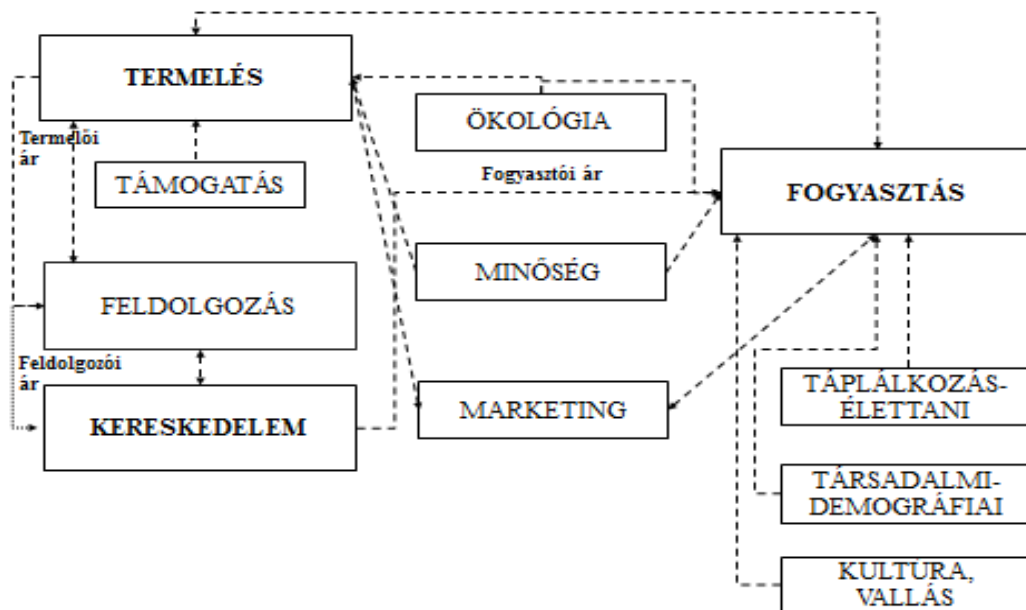 TERMELÉS
Termelői
ár
TÁMOGATÁS
FELDOLGOZÁS
Feldolgozói
ár
KERESKEDELEM
ÖKOLÓGIA
Fogyasztói ár
MINŐSÉG
MARKETING
FOGYASZTÁS
TÁPLÁLKOZÁS-
ÉLETTANI
TÁRSADALMI-
DEMOGRÁFIAI
KULTÚRA,
VALLÁS